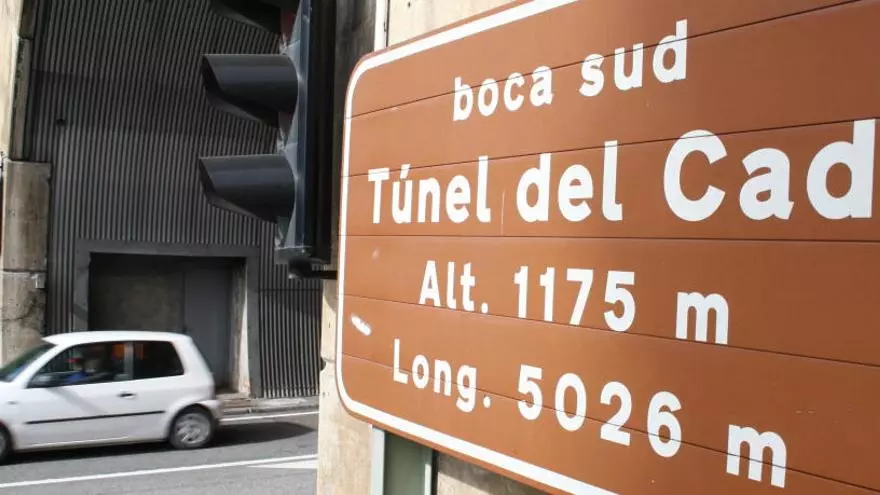 boca sud
Túnel del Cad
Alt. 1175 m
Long. 5026 m